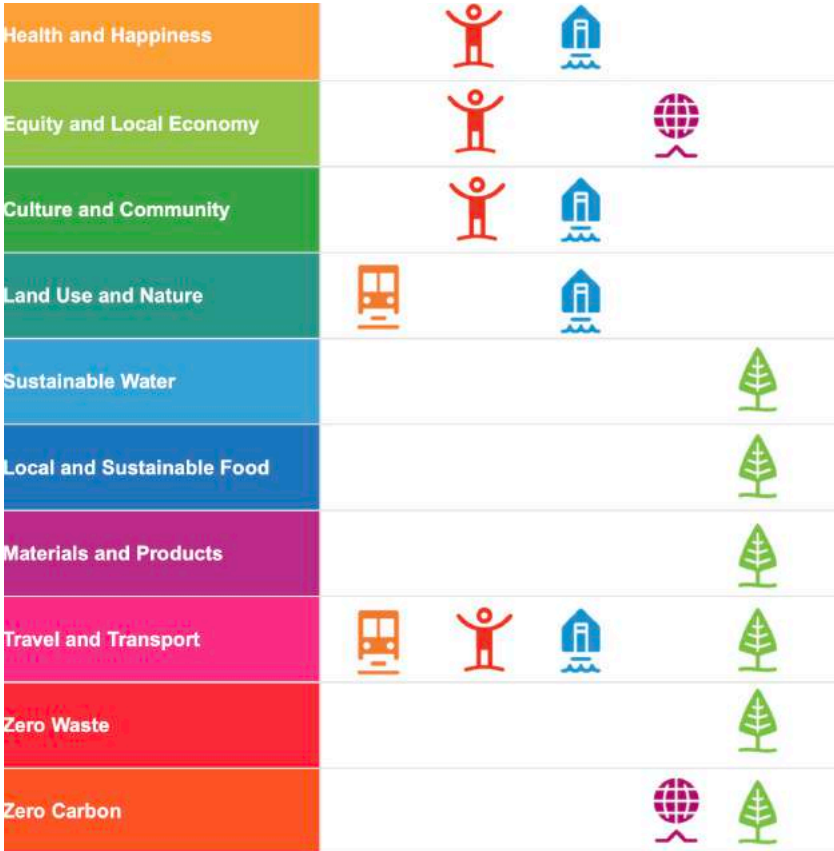 Health and Happiness
Equity and Local Economy
Culture and Community
Land Use and Nature
Sustainable Water
Local and Sustainable Food
Materials and Products
Travel and Transport
Zero Waste
Zero Carbon